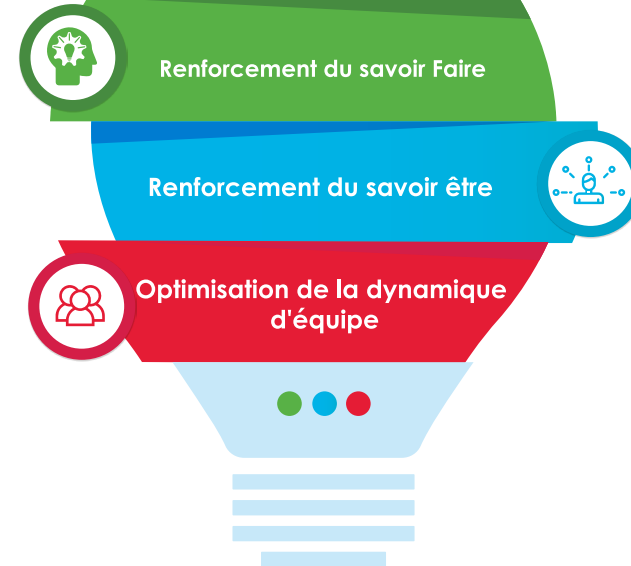 Renforcement du savoir Faire
Renforcement du savoir être
Optimisation de la dynamique
d'équipe